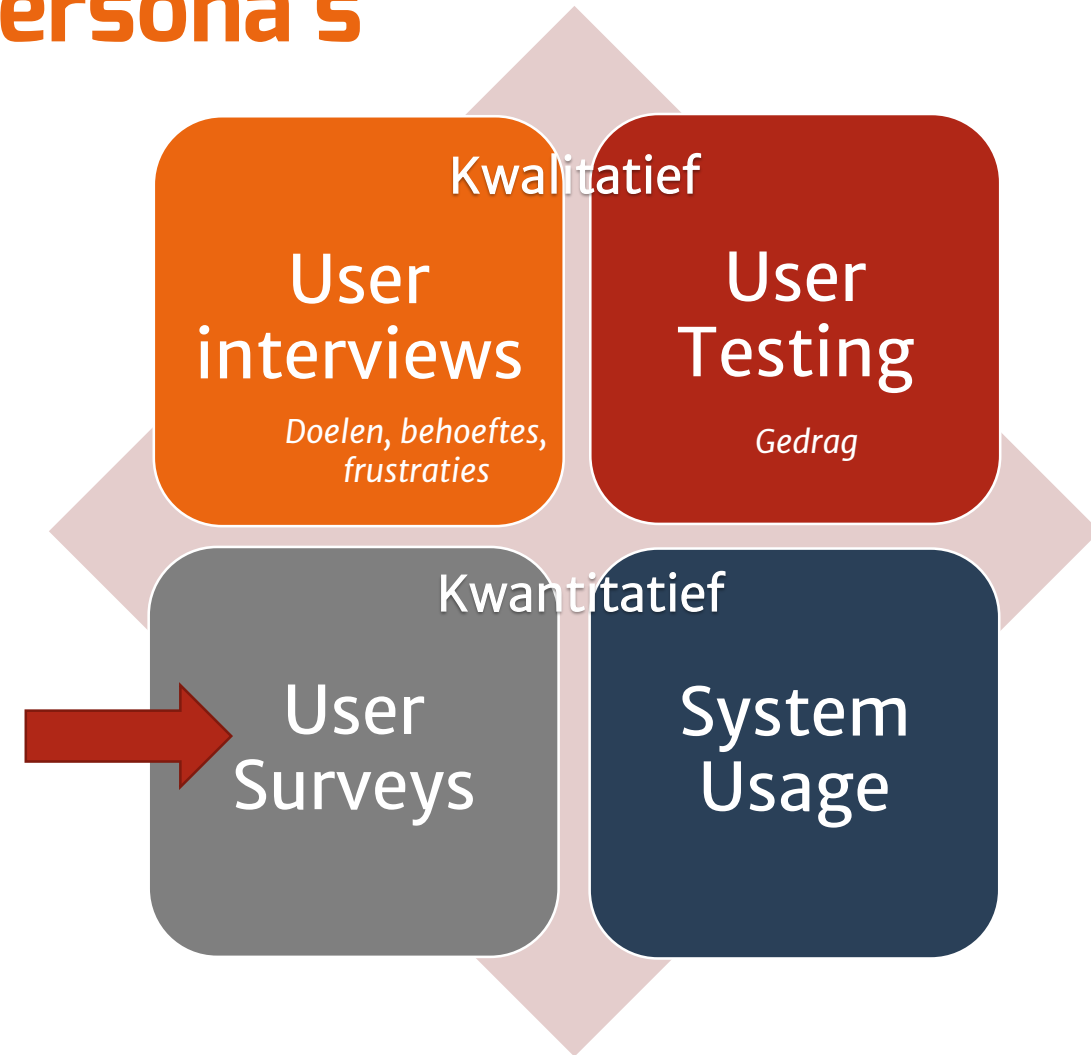 ersona's
Kwalitatief
User
interviews
Doelen, behoeftes,
frustraties
User
Testing
Gedrag
Kwantitatief
User
Surveys
System
Usage